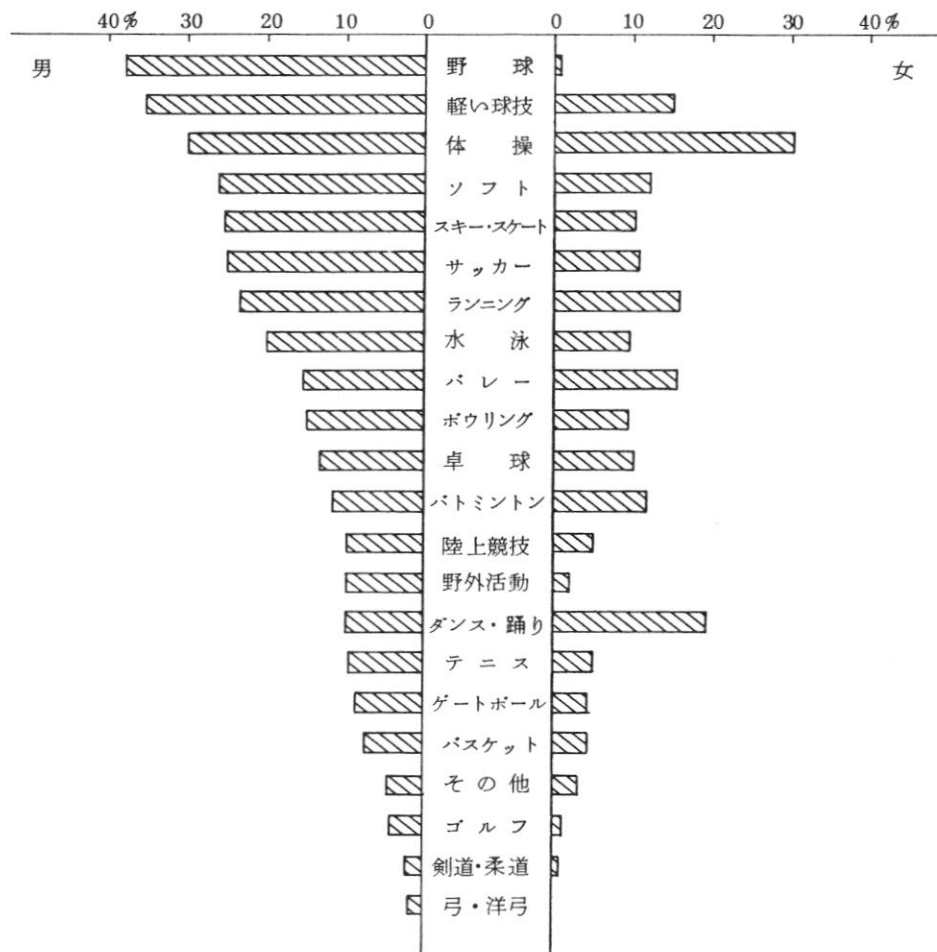 40% 30 20 10 0 0 10 20 30 40%
男 女
野球
軽い球技
体操
ソフト
スキー・スケート
サッカー
ランニング
水泳
バレー
ボウリング
卓球
バトミントン
陸上競技
野外活動
ダンス・踊り
テニス
ゲートボール
バスケット
その他
ゴルフ
剣道・柔道
弓・洋弓